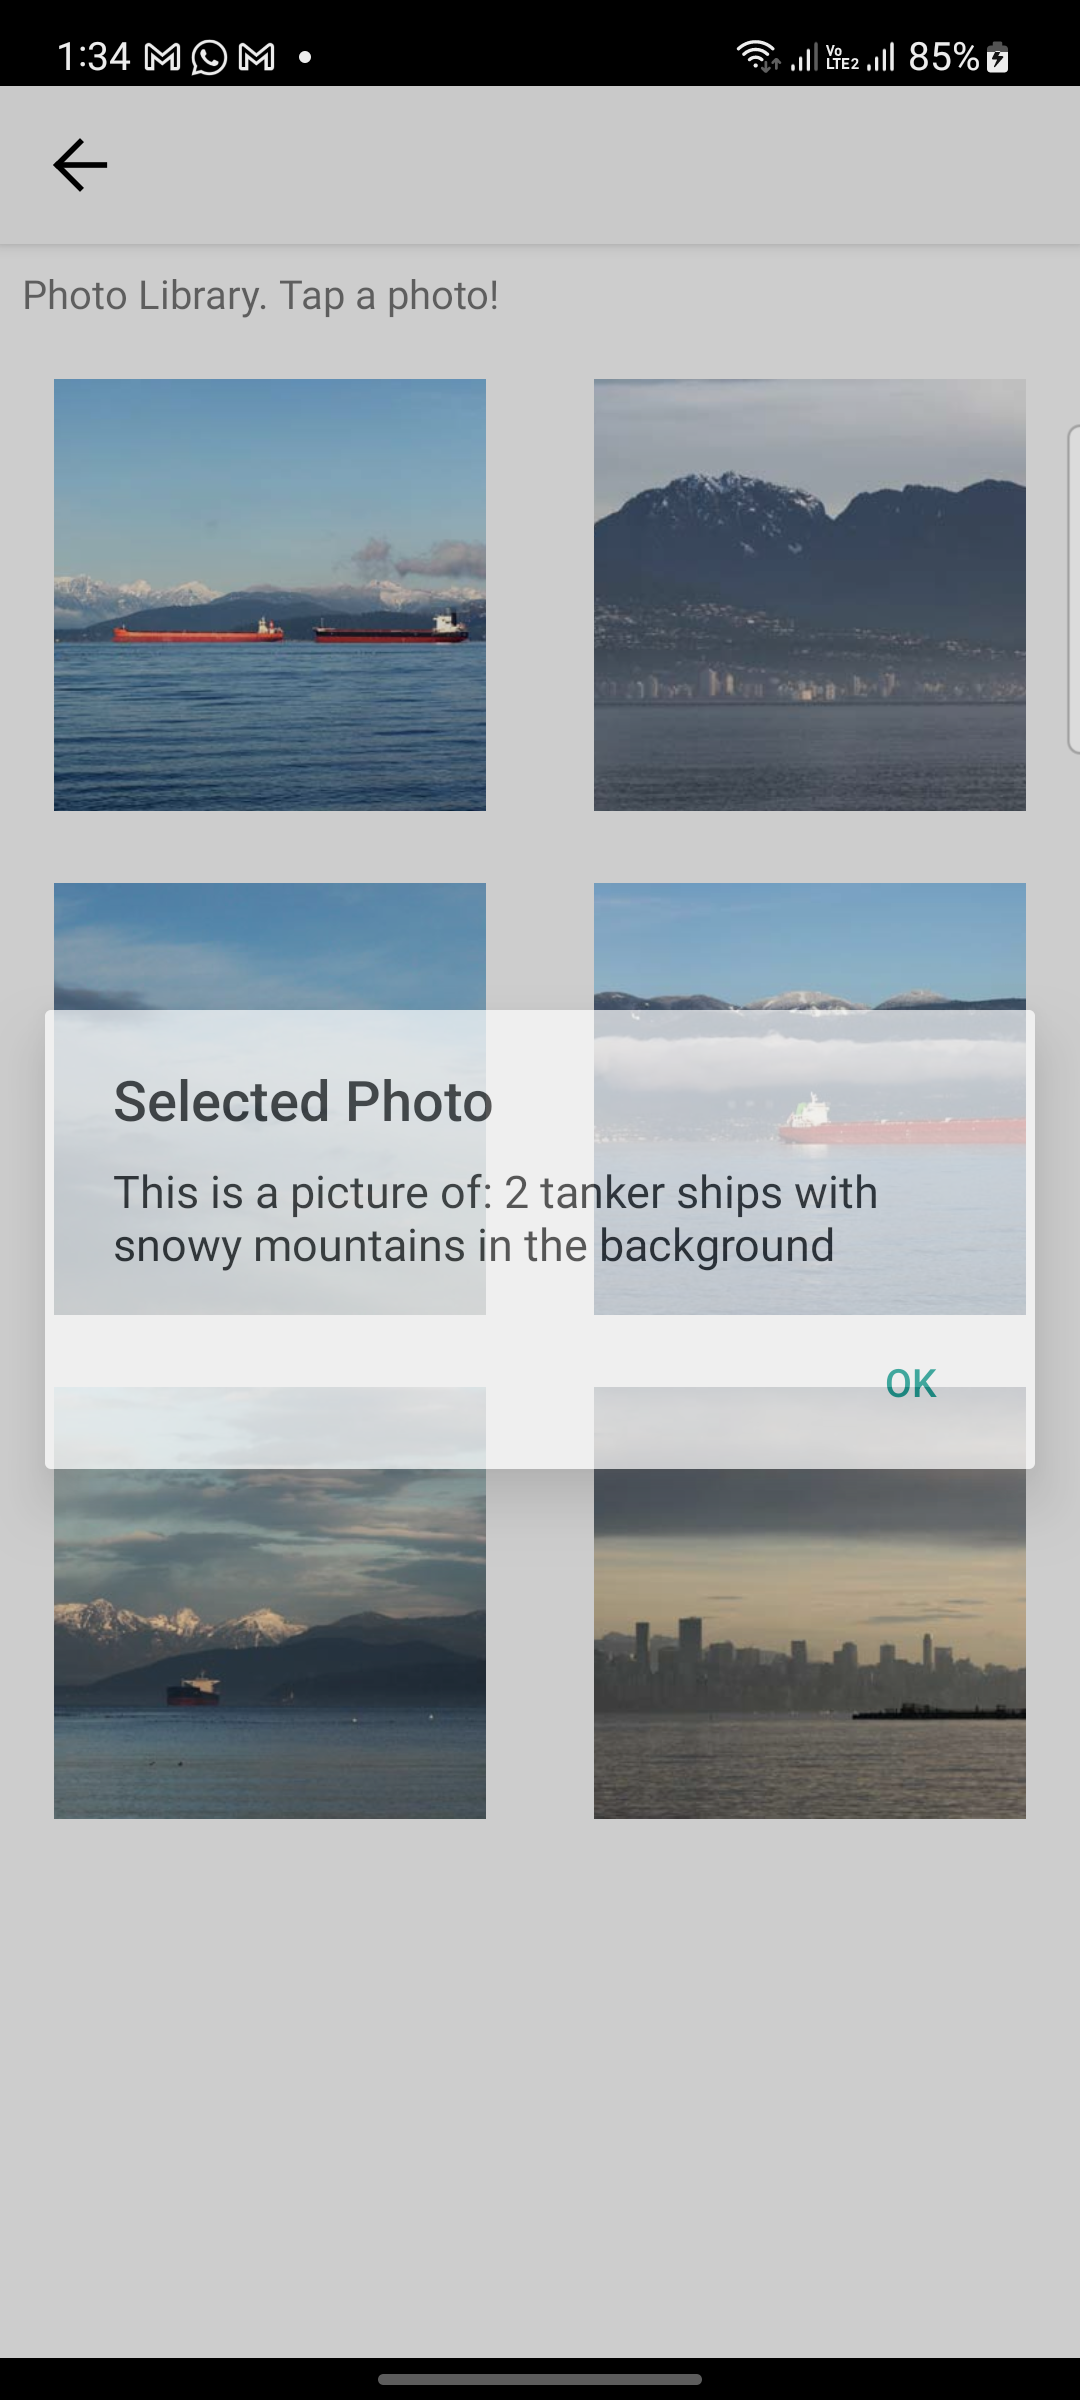 1:34
Vo
LTE2
85%
Photo Library. Tap a photo!
Selected Photo
This is a picture of: 2 tanker ships with
snowy mountains in the background
OK